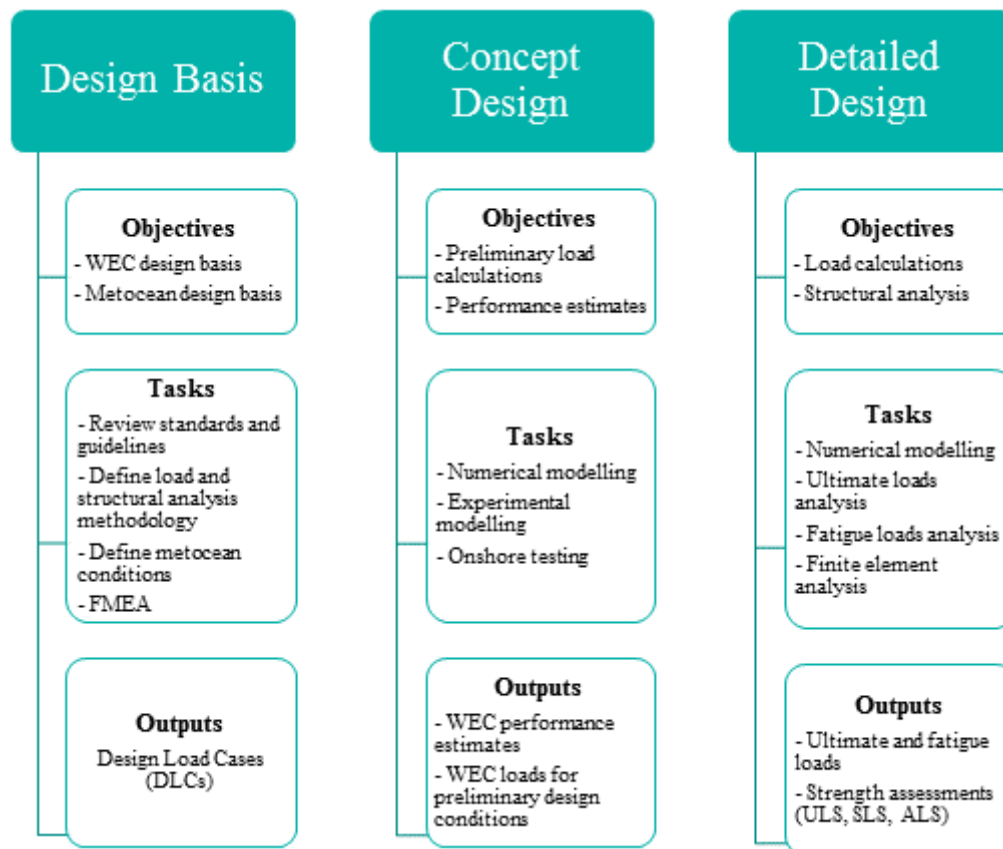 Design Basis
Objectives
- WEC design basis
- Metocean design basis
Tasks
- Review standards and
guidelines
- Define load and
structural analysis
methodology
- Define metocean
conditions
- FMEA
Outputs
Design Load Cases
(DLCs)
Concept
Design
Objectives
- Preliminary load
calculations
- Performance estimates
Tasks
- Numerical modelling
- Experimental
modelling
- Onshore testing
Outputs
- WEC performance
estimates
- WEC loads for
preliminary design
conditions
Detailed
Design
Objectives
- Load calculations
- Structural analysis
Tasks
- Numerical modelling
- Ultimate loads
analysis
- Fatigue loads analysis
- Finite element
analysis
Outputs
- Ultimate and fatigue
loads
- Strength assessments
(ULS, SLS, ALS)